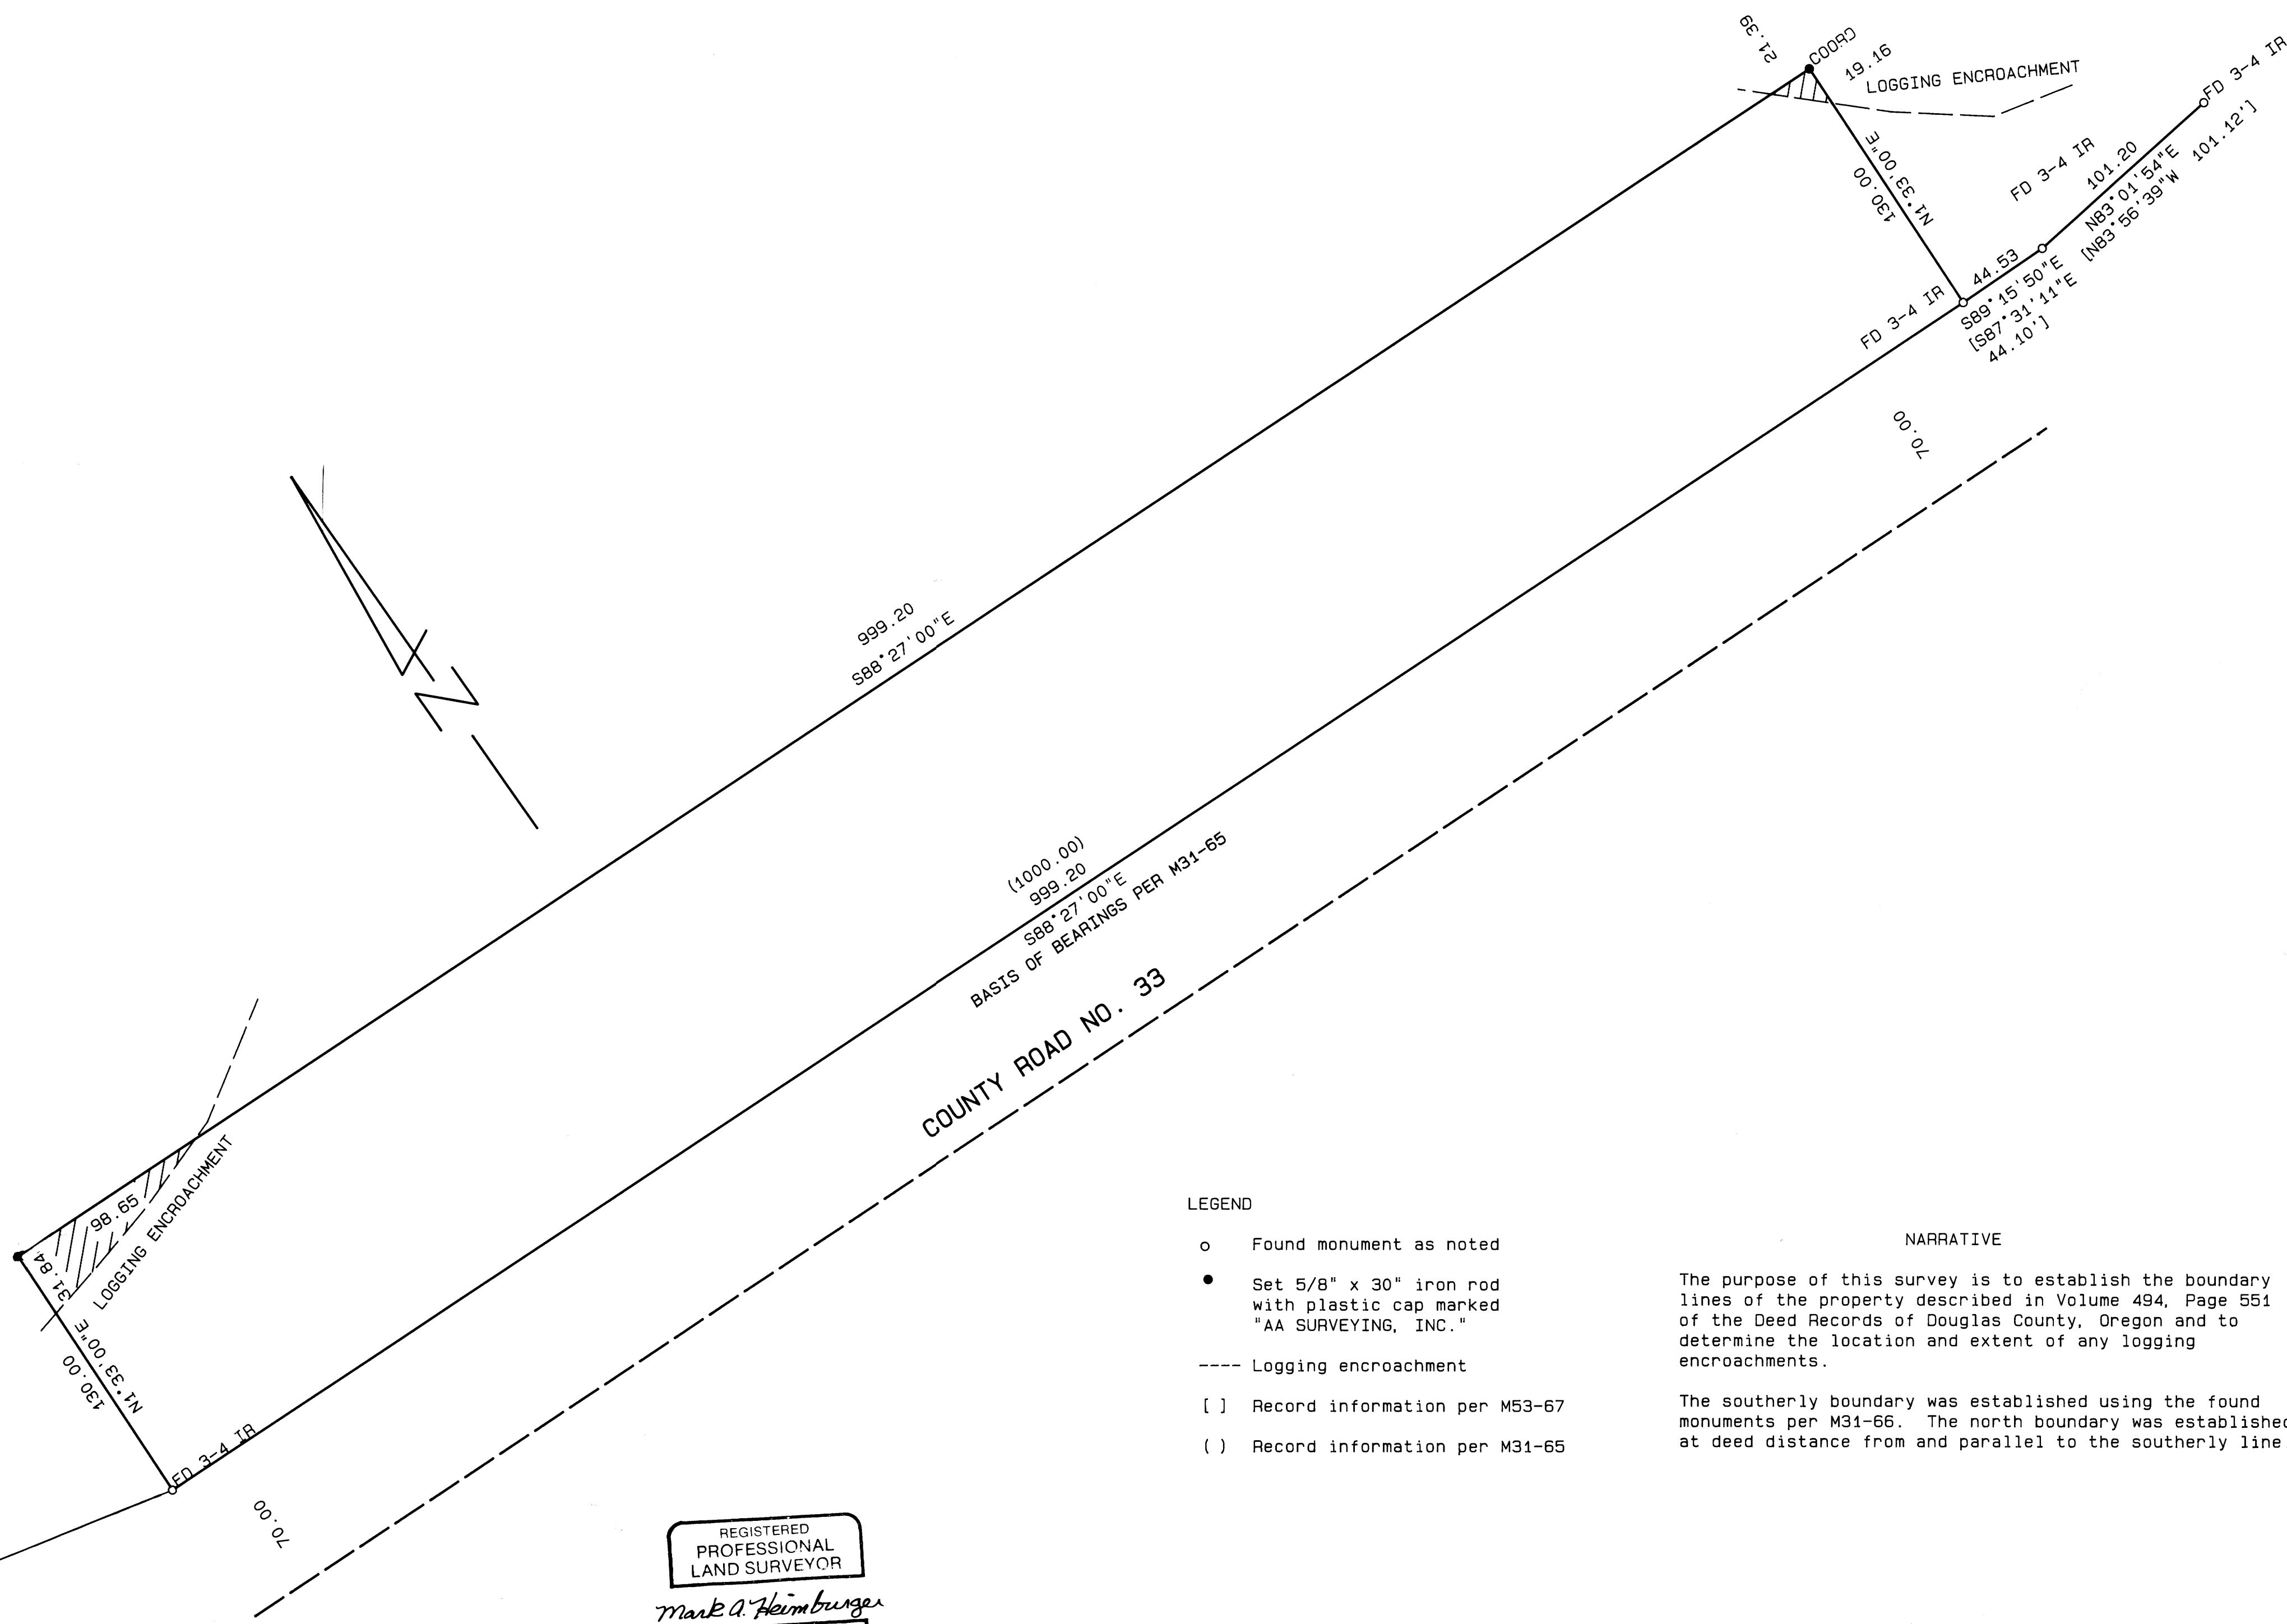 21.39
COORD
19.16
LOGGING ENCROACHMENT
FD 3-4 IR
N1°33'00"E
130.00
FD 3-4 IR
101.20
N83°01'54"E
[N83°56'39"W 101.12']
44.53
S89°15'50"E
[S87°31'11"E
44.10']
FD 3-4 IR
70.00
N
999.20
S88°27'00"E
(1000.00)
999.20
S88°27'00"E
BASIS OF BEARINGS PER M31-65
COUNTY ROAD NO. 33
98.65
31.84
LOGGING ENCROACHMENT
N1°33'00"E
130.00
FD 3-4 IR
70.00
LEGEND
Found monument as noted
Set 5/8" x 30" iron rod
with plastic cap marked
"AA SURVEYING, INC."
---- Logging encroachment
[ ] Record information per M53-67
( ) Record information per M31-65
NARRATIVE
The purpose of this survey is to establish the boundary
lines of the property described in Volume 494, Page 551
of the Deed Records of Douglas County, Oregon and to
determine the location and extent of any logging
encroachments.
The southerly boundary was established using the found
monuments per M31-66. The north boundary was established
at deed distance from and parallel to the southerly line
REGISTERED
PROFESSIONAL
LAND SURVEYOR
Mark A. Heimburger